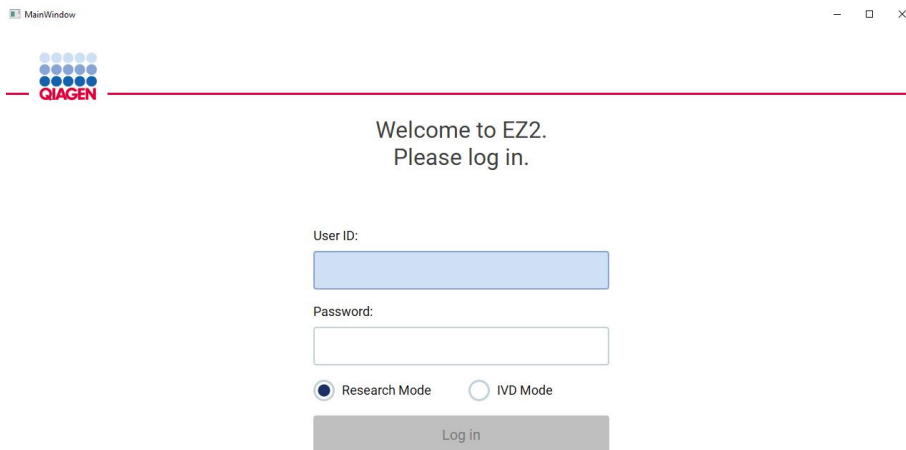 MainWindow
QIAGEN
Welcome to EZ2.
Please log in.
User ID:
Password:
Research Mode IVD Mode
Log in